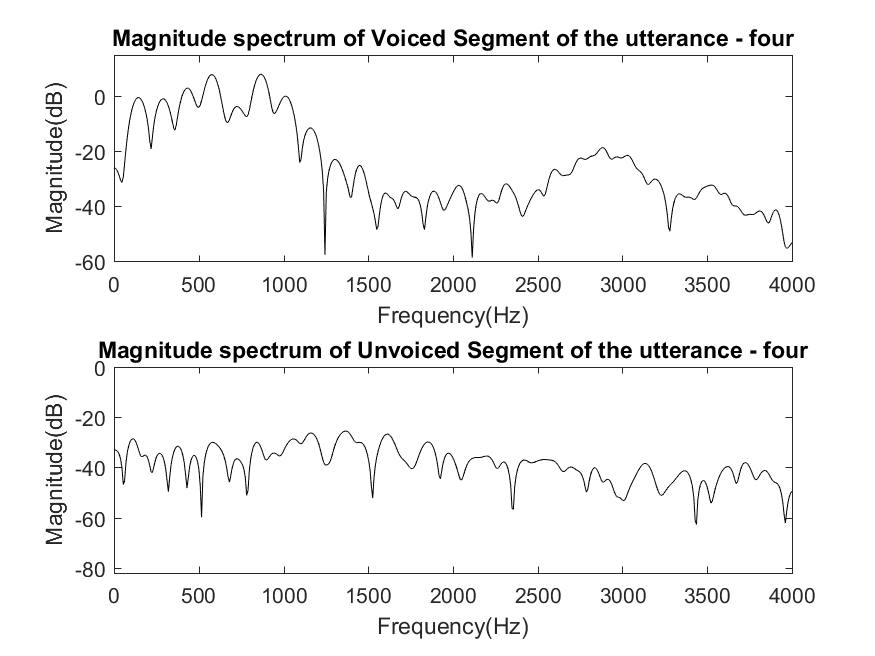 Magnitude spectrum of Voiced Segment of the utterance - four
Magnitude(dB)
0
-20
-40
-60
0 500 1000 1500 2000 2500 3000 3500 4000
Frequency(Hz)
Magnitude spectrum of Unvoiced Segment of the utterance - four
Magnitude(dB)
0
-20
-40
-60
-80
0 500 1000 1500 2000 2500 3000 3500 4000
Frequency(Hz)